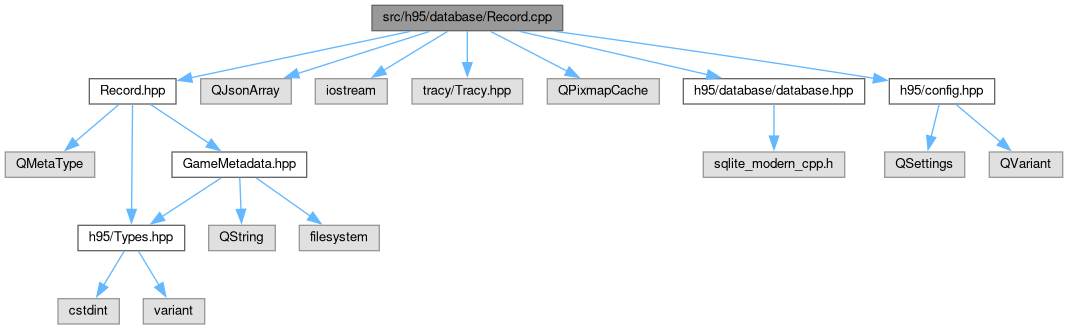 src/h95/database/Record.cpp
Record.hpp
QJsonArray
iostream
tracy/Tracy.hpp
QPixmapCache
h95/database/database.hpp
h95/config.hpp
QMetaType
GameMetadata.hpp
sqlite_modern_cpp.h
QSettings
QVariant
h95/Types.hpp
QString
filesystem
cstdint
variant